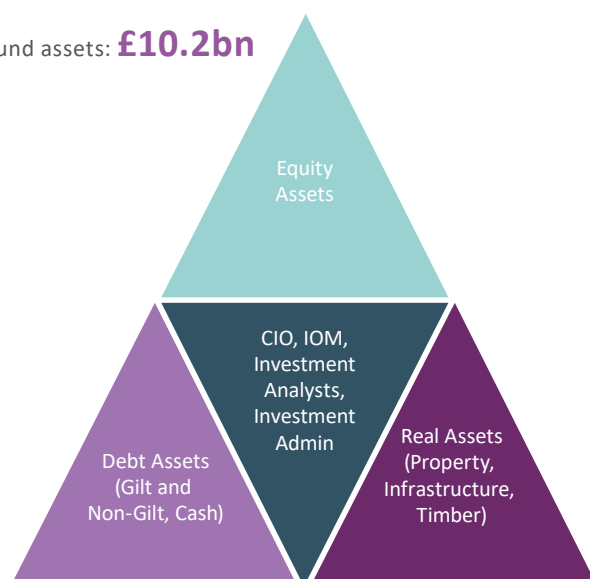 und assets: £10.2bn
Equity
Assets
CIO, IOM,
Investment
Analysts,
Investment
Admin
Debt Assets
(Gilt and
Non-Gilt, Cash)
Real Assets
(Property,
Infrastructure,
Timber)